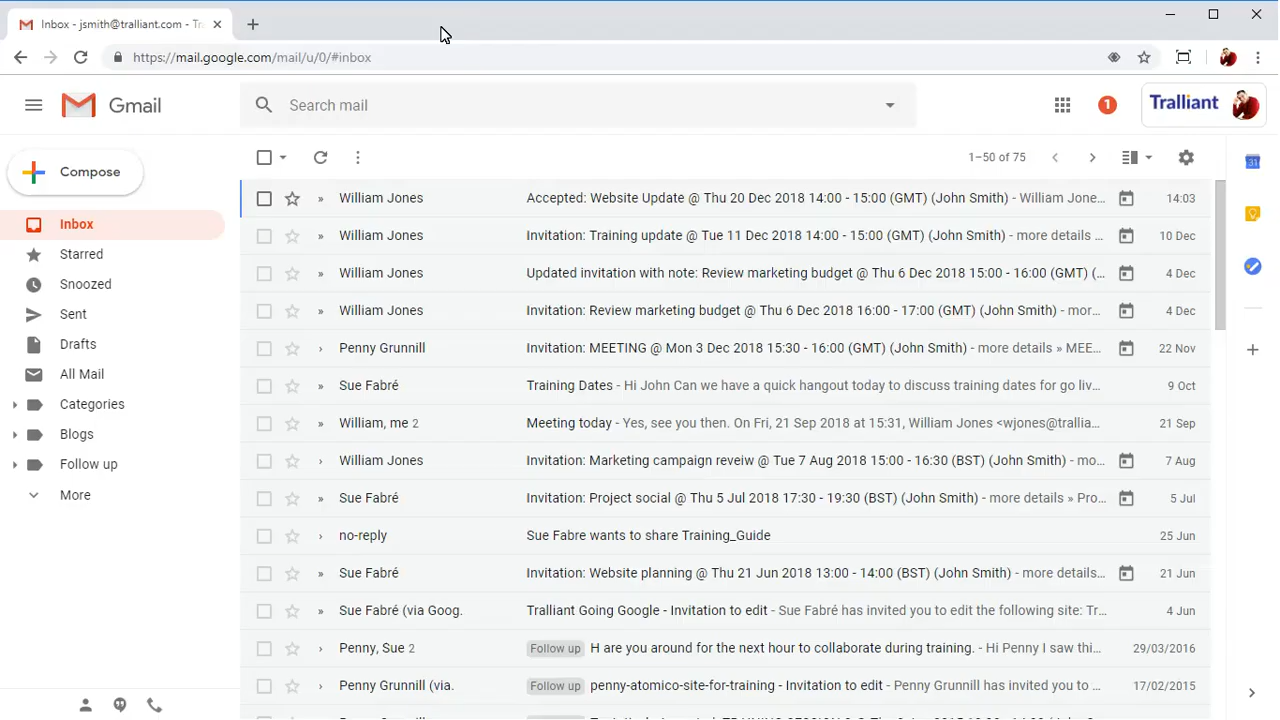 Inbox - jsmith@tralliant.com - Tr
https://mail.google.com/mail/u/0/#inbox
Gmail
Search mail
1
Tralliant
Compose
1–50 of 75
31
Inbox
Starred
Snoozed
Sent
Drafts
All Mail
Categories
Blogs
Follow up
More
William Jones Accepted: Website Update @ Thu 20 Dec 2018 14:00 - 15:00 (GMT) (John Smith) - William Jone... 14:03
William Jones Invitation: Training update @ Tue 11 Dec 2018 14:00 - 15:00 (GMT) (John Smith) - more details ... 10 Dec
William Jones Updated invitation with note: Review marketing budget @ Thu 6 Dec 2018 15:00 - 16:00 (GMT) (... 4 Dec
William Jones Invitation: Review marketing budget @ Thu 6 Dec 2018 16:00 - 17:00 (GMT) (John Smith) - mor... 4 Dec
Penny Grunnill Invitation: MEETING @ Mon 3 Dec 2018 15:30 - 16:00 (GMT) (John Smith) - more details » MEE... 22 Nov
Sue Fabré Training Dates - Hi John Can we have a quick hangout today to discuss training dates for go liv... 9 Oct
William, me 2 Meeting today - Yes, see you then. On Fri, 21 Sep 2018 at 15:31, William Jones <wjones@trallia... 21 Sep
William Jones Invitation: Marketing campaign reveiw @ Tue 7 Aug 2018 15:00 - 16:30 (BST) (John Smith) - mo... 7 Aug
Sue Fabré Invitation: Project social @ Thu 5 Jul 2018 17:30 - 19:30 (BST) (John Smith) - more details » Pro... 5 Jul
no-reply Sue Fabre wants to share Training_Guide 25 Jun
Sue Fabré Invitation: Website planning @ Thu 21 Jun 2018 13:00 - 14:00 (BST) (John Smith) - more details... 21 Jun
Sue Fabré (via Goog. Tralliant Going Google - Invitation to edit - Sue Fabré has invited you to edit the following site: Tr... 4 Jun
Penny, Sue 2 Follow up H are you around for the next hour to collaborate during training. - Hi Penny I saw thi... 29/03/2016
Penny Grunnill (via. Follow up penny-atomico-site-for-training - Invitation to edit - Penny Grunnill has invited you to ... 17/02/2015